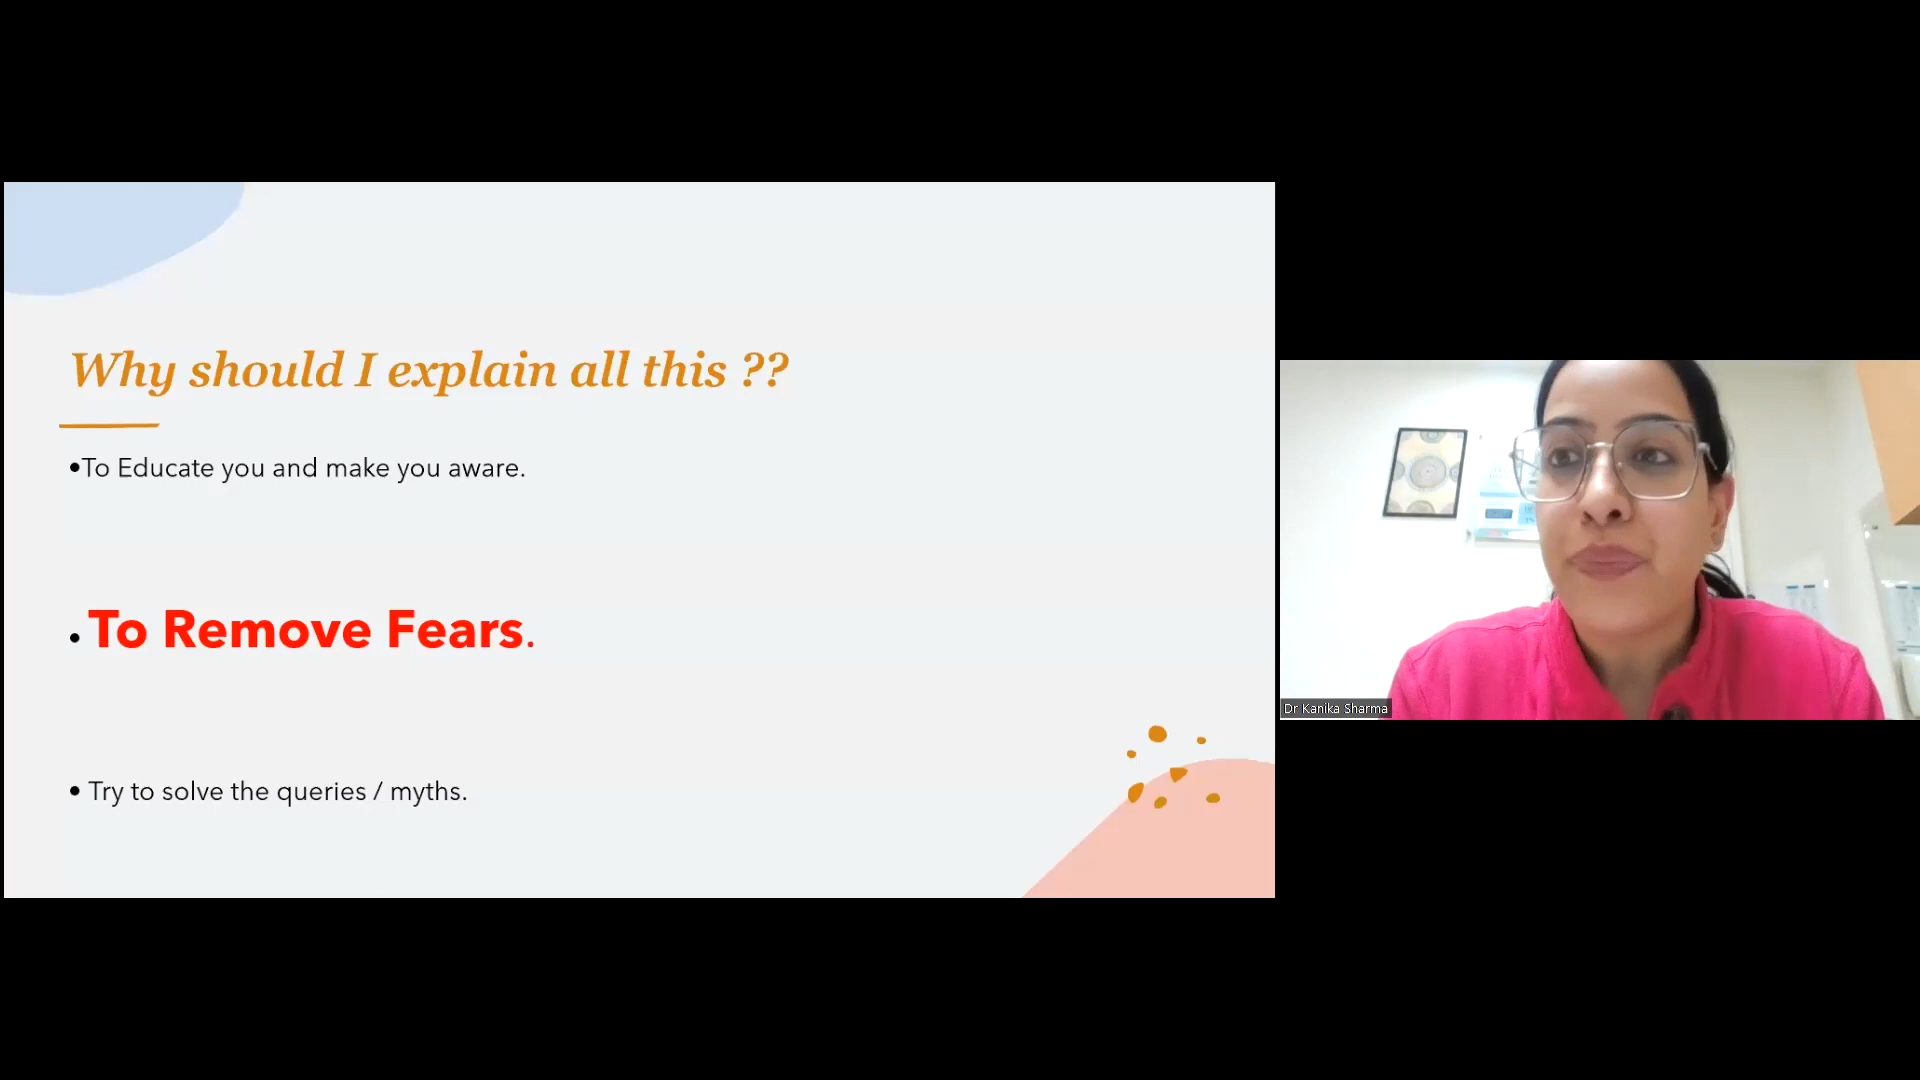 Why should I explain all this ??
•To Educate you and make you aware.
• To Remove Fears.
• Try to solve the queries / myths.
Dr Kanika Sharma